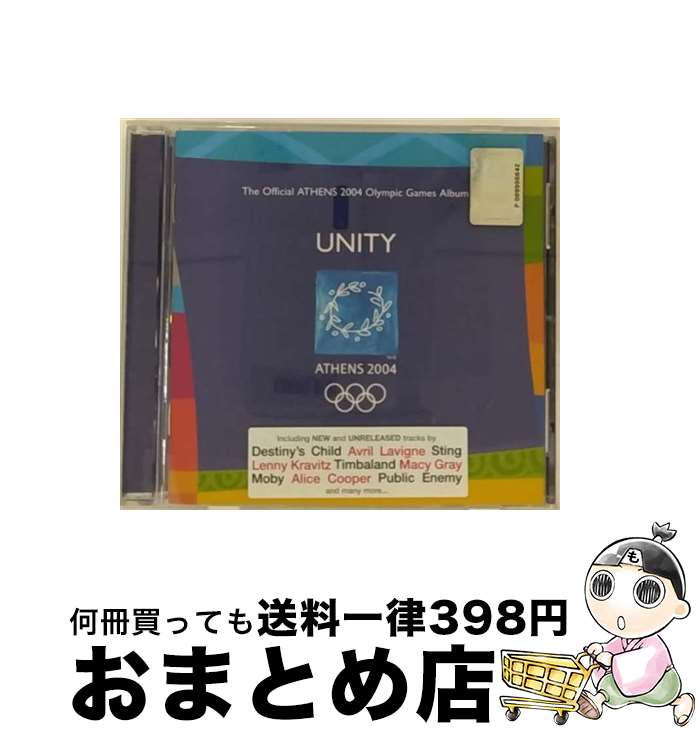 The Official ATHENS 2004 Olympic Games Album
P 009998642
UNITY
ATHENS 2004
Including NEW and UNRELEASED tracks by
Destiny's Child Avril Lavigne Sting
Lenny Kravitz Timbaland Macy Gray
Moby Alice Cooper Public Enemy
and many more...
何冊買っても送料一律398円
おまとめ店
も